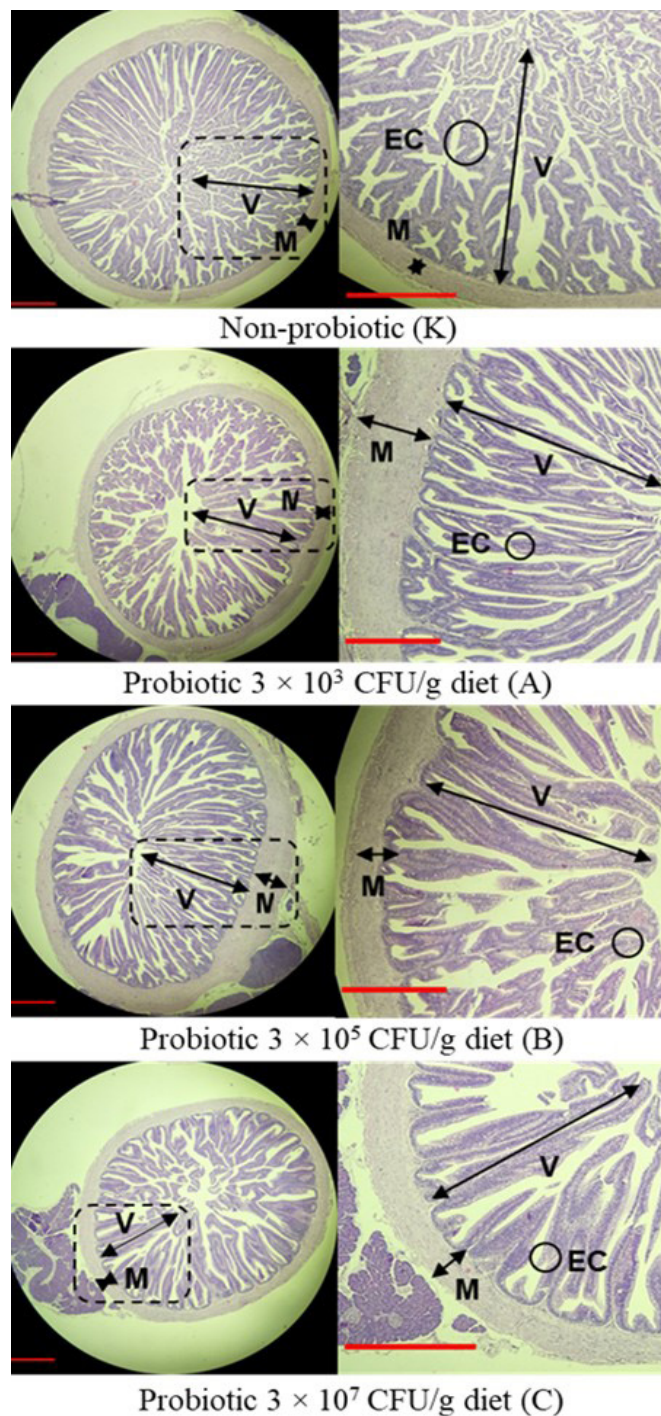 V
M
EC
V
M
Non-probiotic (K)
V
M
M
V
EC
Probiotic 3 × 10³ CFU/g diet (A)
V
M
V
M
EC
Probiotic 3 × 10⁵ CFU/g diet (B)
V
M
V
M
EC
Probiotic 3 × 10⁷ CFU/g diet (C)